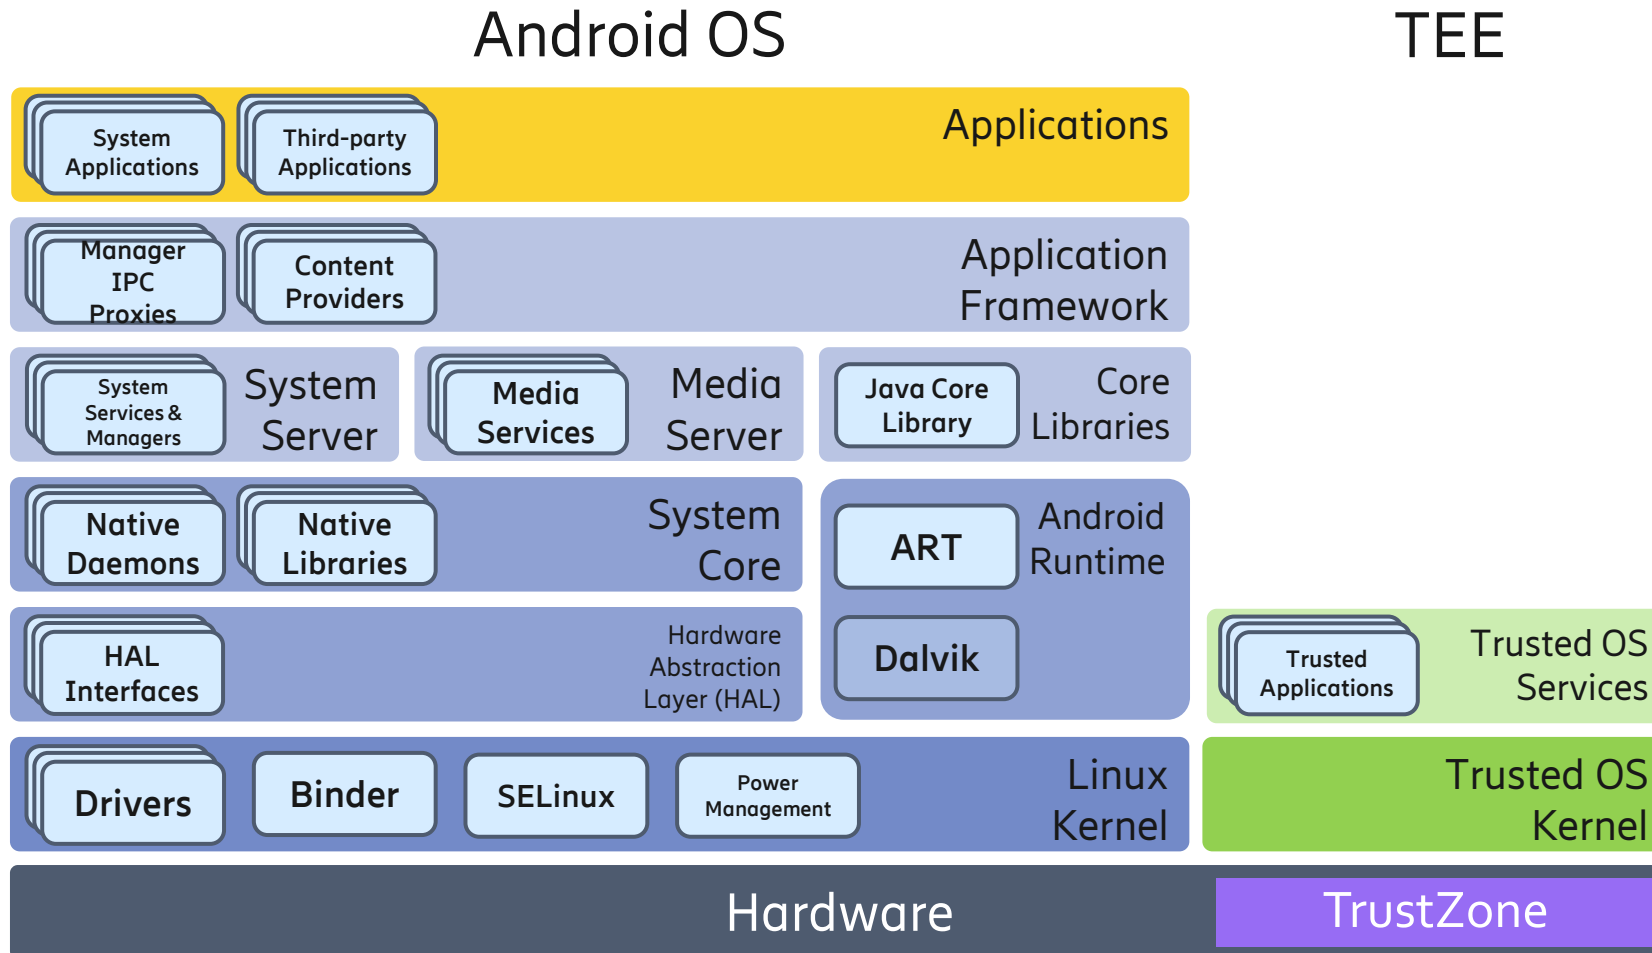 Android OS
TEE
System
Applications
Third-party
Applications
Applications
Manager
IPC
Proxies
Content
Providers
Application
Framework
System
Services &
Managers
System
Server
Media
Services
Media
Server
Java Core
Library
Core
Libraries
Native
Daemons
Native
Libraries
System
Core
ART
Android
Runtime
HAL
Interfaces
Hardware
Abstraction
Layer (HAL)
Dalvik
Trusted
Applications
Trusted OS
Services
Drivers
Binder
SELinux
Power
Management
Linux
Kernel
Trusted OS
Kernel
Hardware
TrustZone